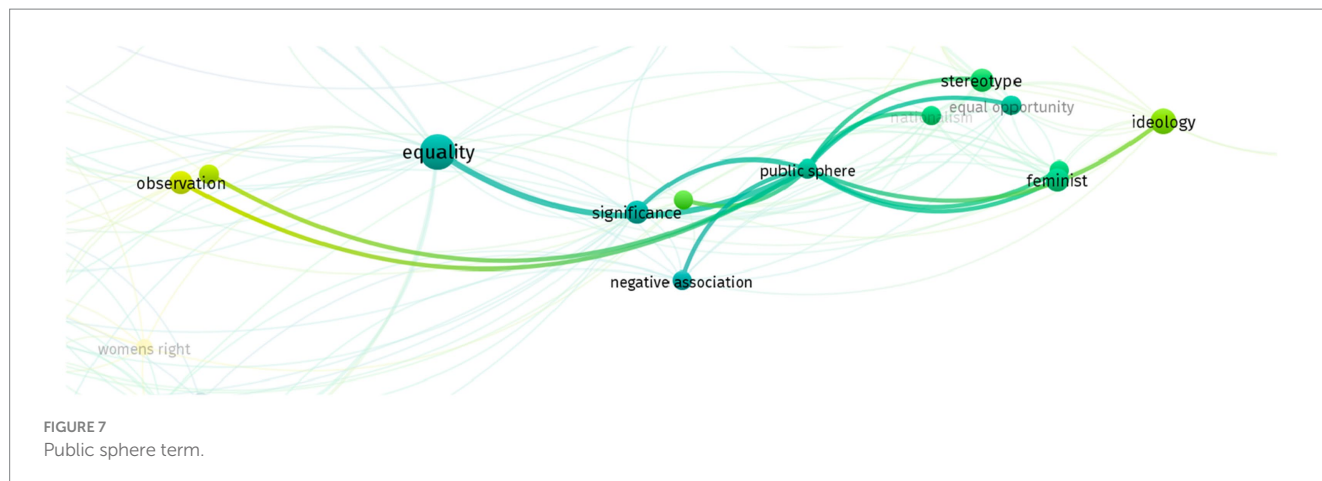 stereotype
equal opportunity
nationalism
ideology
equality
public sphere
observation
feminist
significance
negative association
womens right
FIGURE 7
Public sphere term.